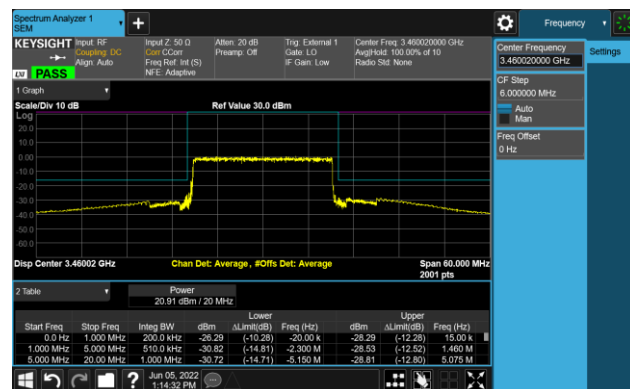 Spectrum Analyzer 1
SEM
Frequency
KEYSIGHT
Input: RF
Coupling: DC
Align: Auto
Input Z: 50 Ω
Corr CCorr
Freq Ref: Int (S)
NFE: Adaptive
Atten: 20 dB
Preamp: Off
Trig: External 1
Gate: LO
IF Gain: Low
Center Freq: 3.460020000 GHz
Avg|Hold: 100.00% of 10
Radio Std: None
LXI PASS
Center Frequency
3.460020000 GHz
Settings
CF Step
6.000000 MHz
Auto
Man
Freq Offset
0 Hz
1 Graph
Scale/Div 10 dB
Ref Value 30.0 dBm
Log
20.0
10.0
0.00
-10.0
-20.0
-30.0
-40.0
-50.0
-60.0
Disp Center 3.46002 GHz
Chan Det: Average, #Offs Det: Average
Span 60.000 MHz
2001 pts
2 Table
Power
20.91 dBm / 20 MHz
Lower Upper
Start Freq Stop Freq Integ BW dBm ΔLimit(dB) Freq (Hz) dBm ΔLimit(dB) Freq (Hz)
0.0 Hz 1.000 MHz 200.0 kHz -26.29 (-10.28) -20.00 k -28.29 (-12.28) 15.00 k
1.000 MHz 5.000 MHz 510.0 kHz -30.82 (-14.81) -2.300 M -28.53 (-12.52) 1.460 M
5.000 MHz 20.00 MHz 1.000 MHz -30.72 (-14.71) -5.150 M -28.81 (-12.80) 5.075 M
?
Jun 05, 2022
1:14:32 PM